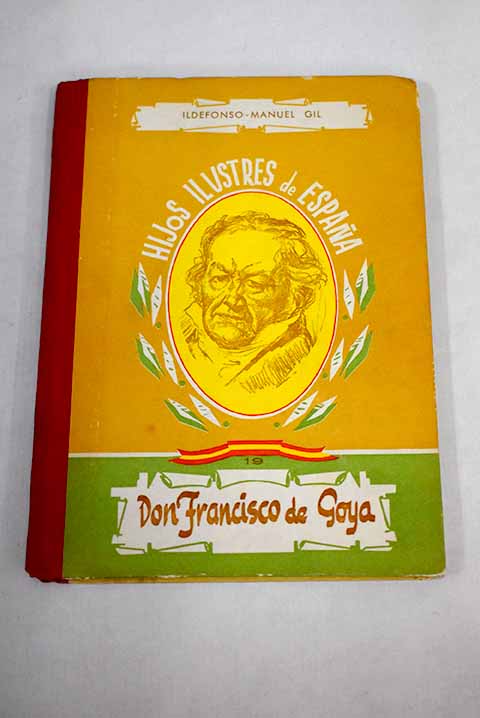 ILDEFONSO-MANUEL GIL
HIJOS ILUSTRES de ESPAÑA
19
Don Francisco de Goya